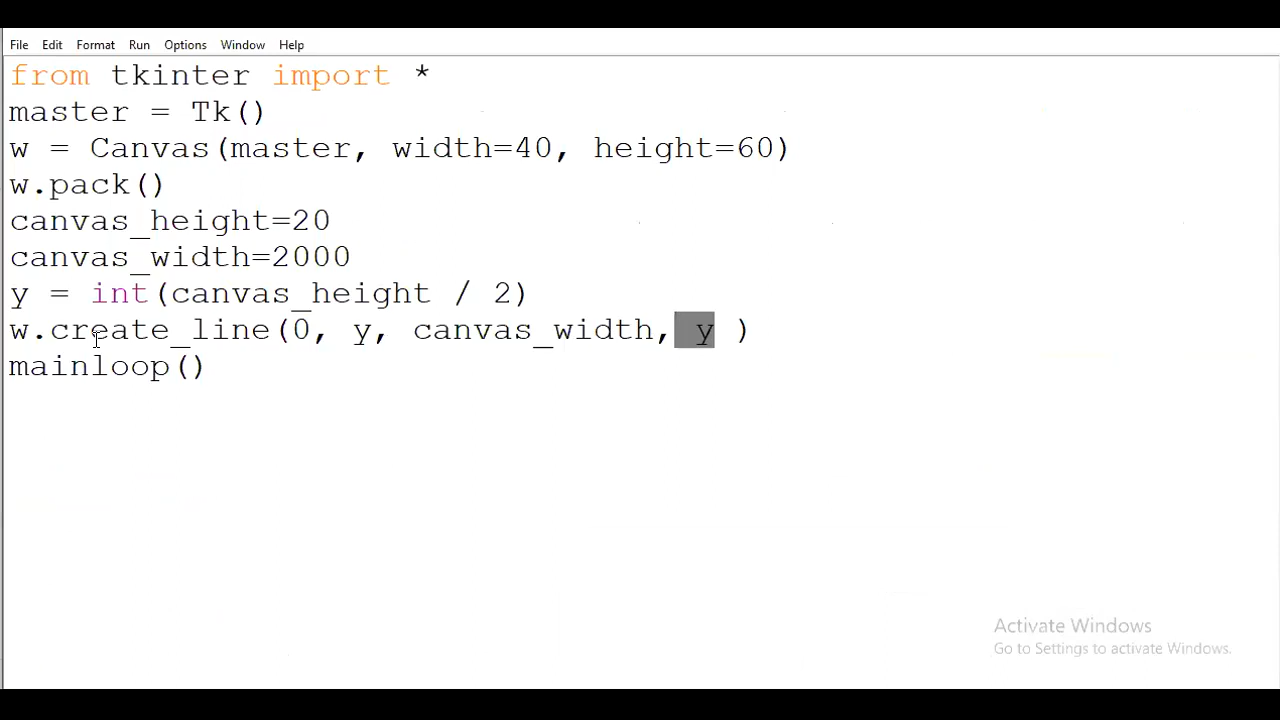 File Edit Format Run Options Window Help
from tkinter import *
master = Tk()
w = Canvas(master, width=40, height=60)
w.pack()
canvas_height=20
canvas_width=2000
y = int(canvas_height / 2)
w.create_line(0, y, canvas_width, y )
mainloop()
Activate Windows
Go to Settings to activate Windows.